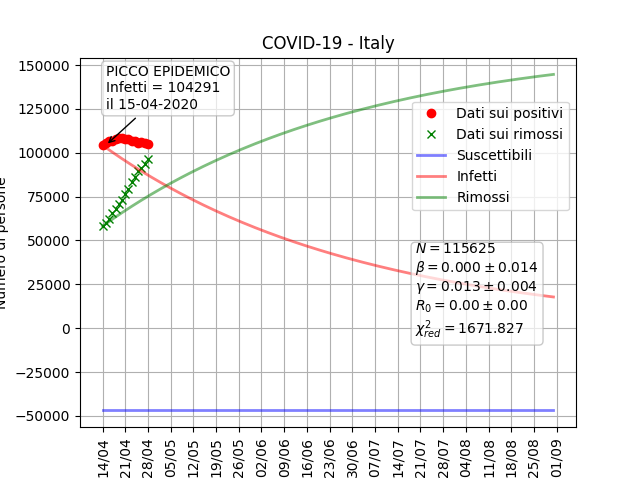 COVID-19 - Italy
150000
125000
100000
75000
50000
25000
0
−25000
−50000
Numero di persone
PICCO EPIDEMICO
Infetti = 104291
il 15-04-2020
Dati sui positivi
Dati sui rimossi
Suscettibili
Infetti
Rimossi
N = 115625
β = 0.000 ± 0.014
γ = 0.013 ± 0.004
R₀ = 0.00 ± 0.00
χ²_red = 1671.827
14/04
21/04
28/04
05/05
12/05
19/05
26/05
02/06
09/06
16/06
23/06
30/06
07/07
14/07
21/07
28/07
04/08
11/08
18/08
25/08
01/09